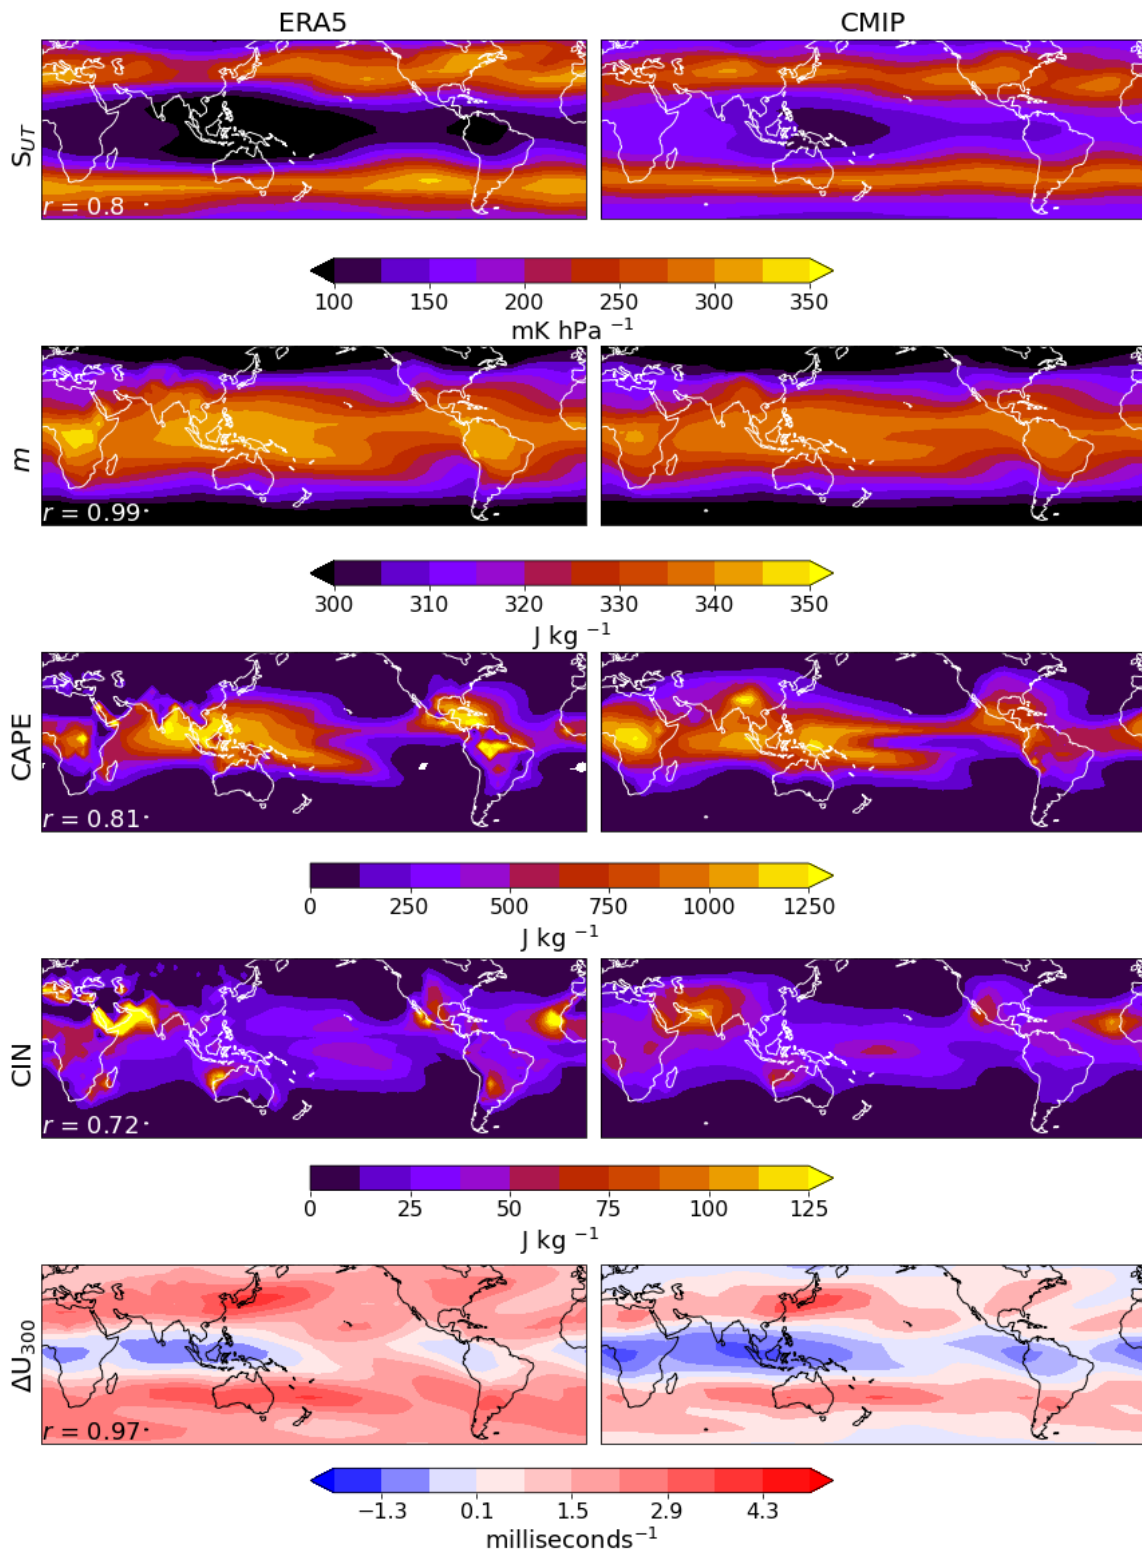 ERA5 CMIP
S_UT
r = 0.8
100 150 200 250 300 350
mK hPa ⁻¹
m
r = 0.99
300 310 320 330 340 350
J kg ⁻¹
CAPE
r = 0.81
0 250 500 750 1000 1250
J kg ⁻¹
CIN
r = 0.72
0 25 50 75 100 125
J kg ⁻¹
ΔU₃₀₀
r = 0.97
−1.3 0.1 1.5 2.9 4.3
milliseconds⁻¹